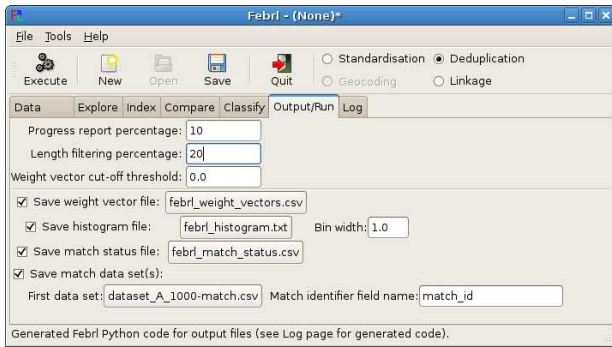 Febrl - (None)*
File Tools Help
Execute New Open Save Quit Standardisation Deduplication
Geocoding Linkage
Data Explore Index Compare Classify Output/Run Log
Progress report percentage: 10
Length filtering percentage: 20
Weight vector cut-off threshold: 0.0
Save weight vector file: febrl_weight_vectors.csv
Save histogram file: febrl_histogram.txt Bin width: 1.0
Save match status file: febrl_match_status.csv
Save match data set(s):
First data set: dataset_A_1000-match.csv Match identifier field name: match_id
Generated Febrl Python code for output files (see Log page for generated code).